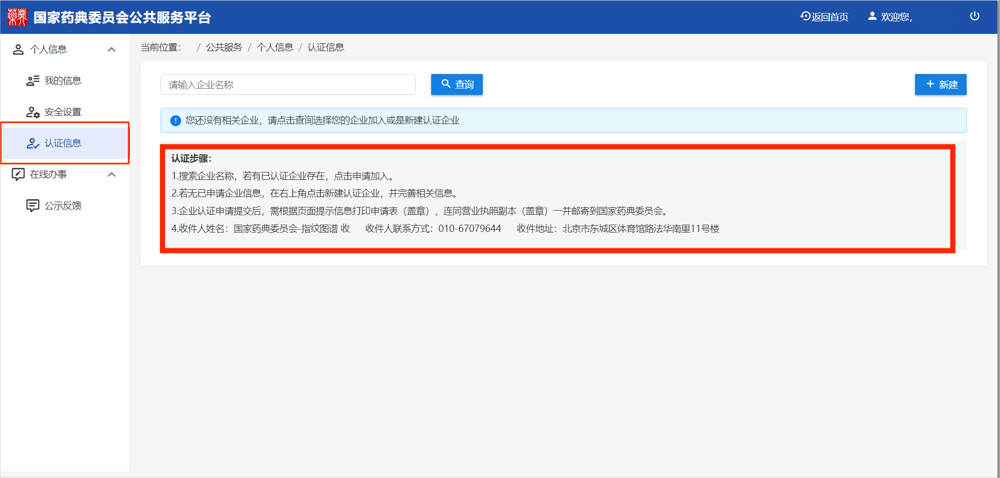 藥典 国家药典委员会公共服务平台 返回首页 欢迎您,
个人信息
我的信息
安全设置
认证信息
在线办事
公示反馈
当前位置： / 公共服务 / 个人信息 / 认证信息
请输入企业名称 查询 + 新建
您还没有相关企业，请点击查询选择您的企业加入或是新建认证企业
认证步骤：
1.搜索企业名称，若有已认证企业存在，点击申请加入。
2.若无已申请企业信息，在右上角点击新建认证企业，并完善相关信息。
3.企业认证申请提交后，需根据页面提示信息打印申请表（盖章），连同营业执照副本（盖章）一并邮寄到国家药典委员会。
4.收件人姓名：国家药典委员会-指纹图谱 收 收件人联系方式：010-67079644 收件地址：北京市东城区体育馆路法华南里11号楼